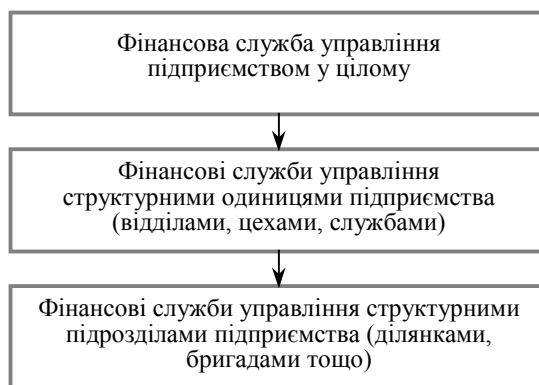 Фінансова служба управління
підприємством у цілому
Фінансові служби управління
структурними одиницями підприємства
(відділами, цехами, службами)
Фінансові служби управління структурними
підрозділами підприємства (ділянками,
бригадами тощо)